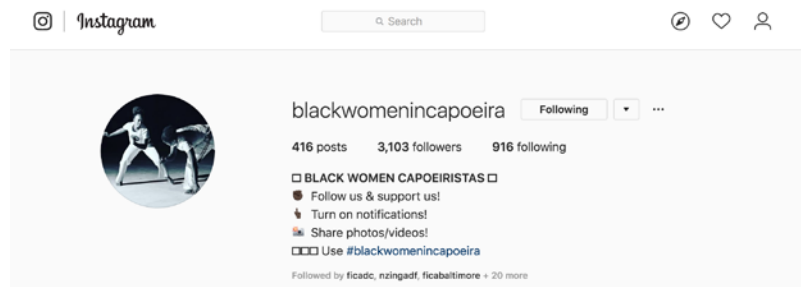 Instagram
Search
blackwomenincapoeira Following ...
416 posts 3,103 followers 916 following
□ BLACK WOMEN CAPOEIRISTAS □
✊🏿 Follow us & support us!
👆🏿 Turn on notifications!
📸 Share photos/videos!
□□□ Use #blackwomenincapoeira
Followed by ficadc, nzingadf, ficabaltimore + 20 more